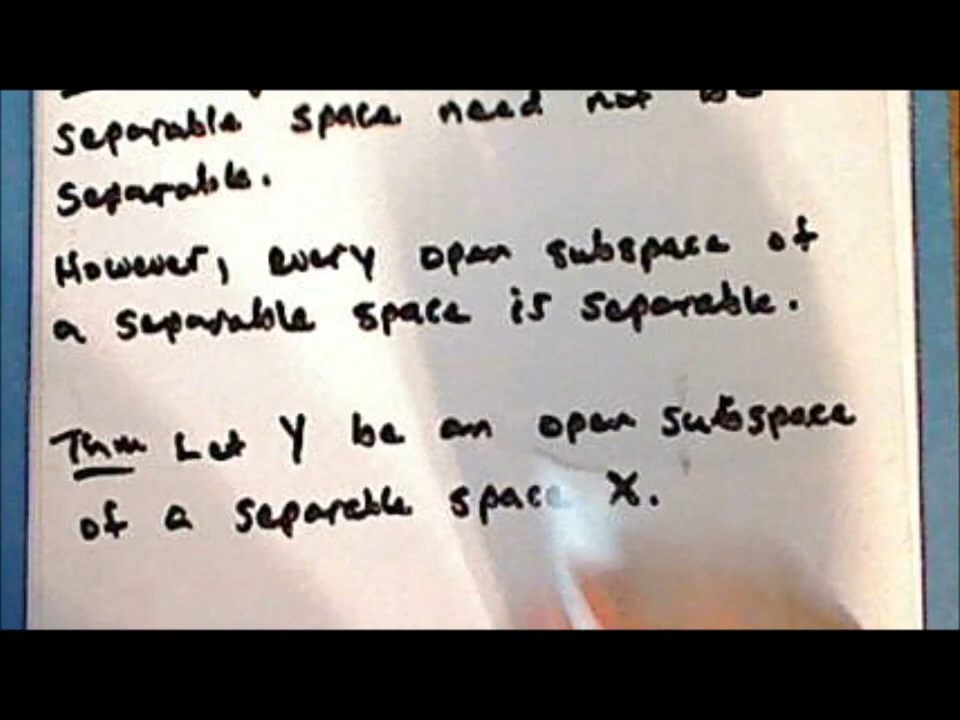 separable space need not be
separable.
However, every open subspace of
a separable space is separable.
Thm Let Y be an open subspace
of a separable space X.